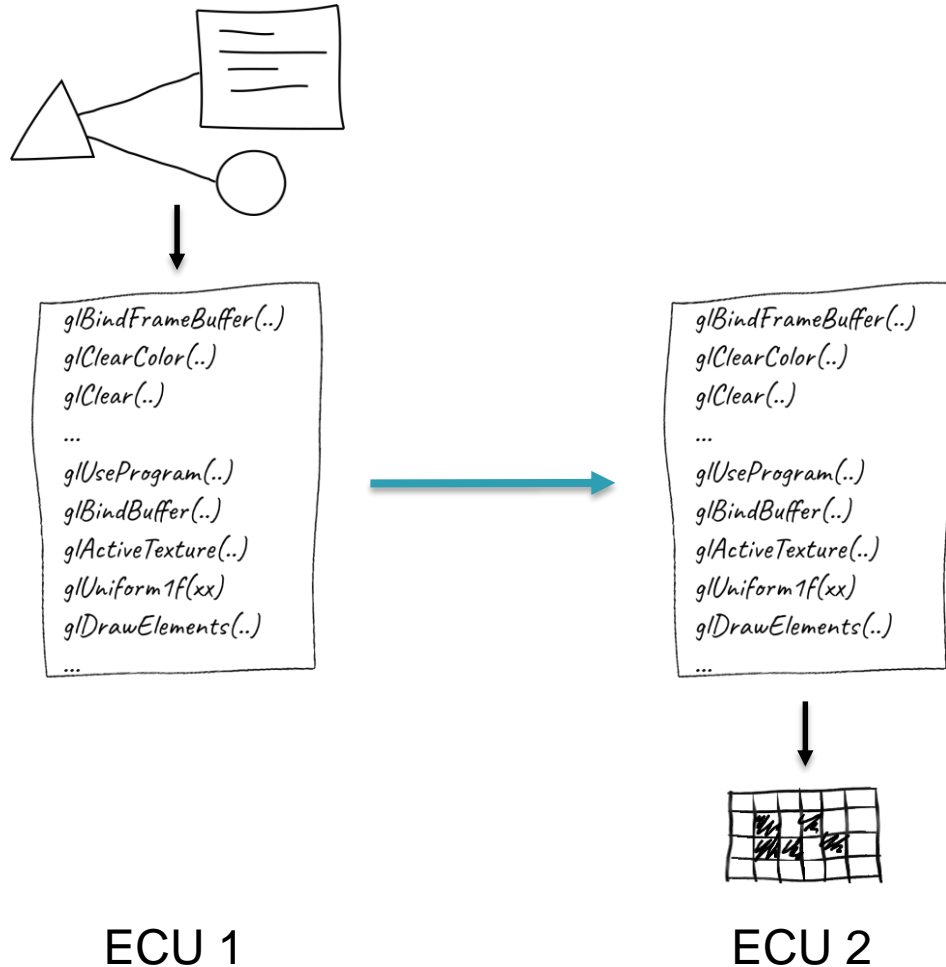 glBindFrameBuffer(..)
glClearColor(..)
glClear(..)
...
glUseProgram(..)
glBindBuffer(..)
glActiveTexture(..)
glUniform1f(xx)
glDrawElements(..)
...
glBindFrameBuffer(..)
glClearColor(..)
glClear(..)
...
glUseProgram(..)
glBindBuffer(..)
glActiveTexture(..)
glUniform1f(xx)
glDrawElements(..)
...
ECU 1
ECU 2